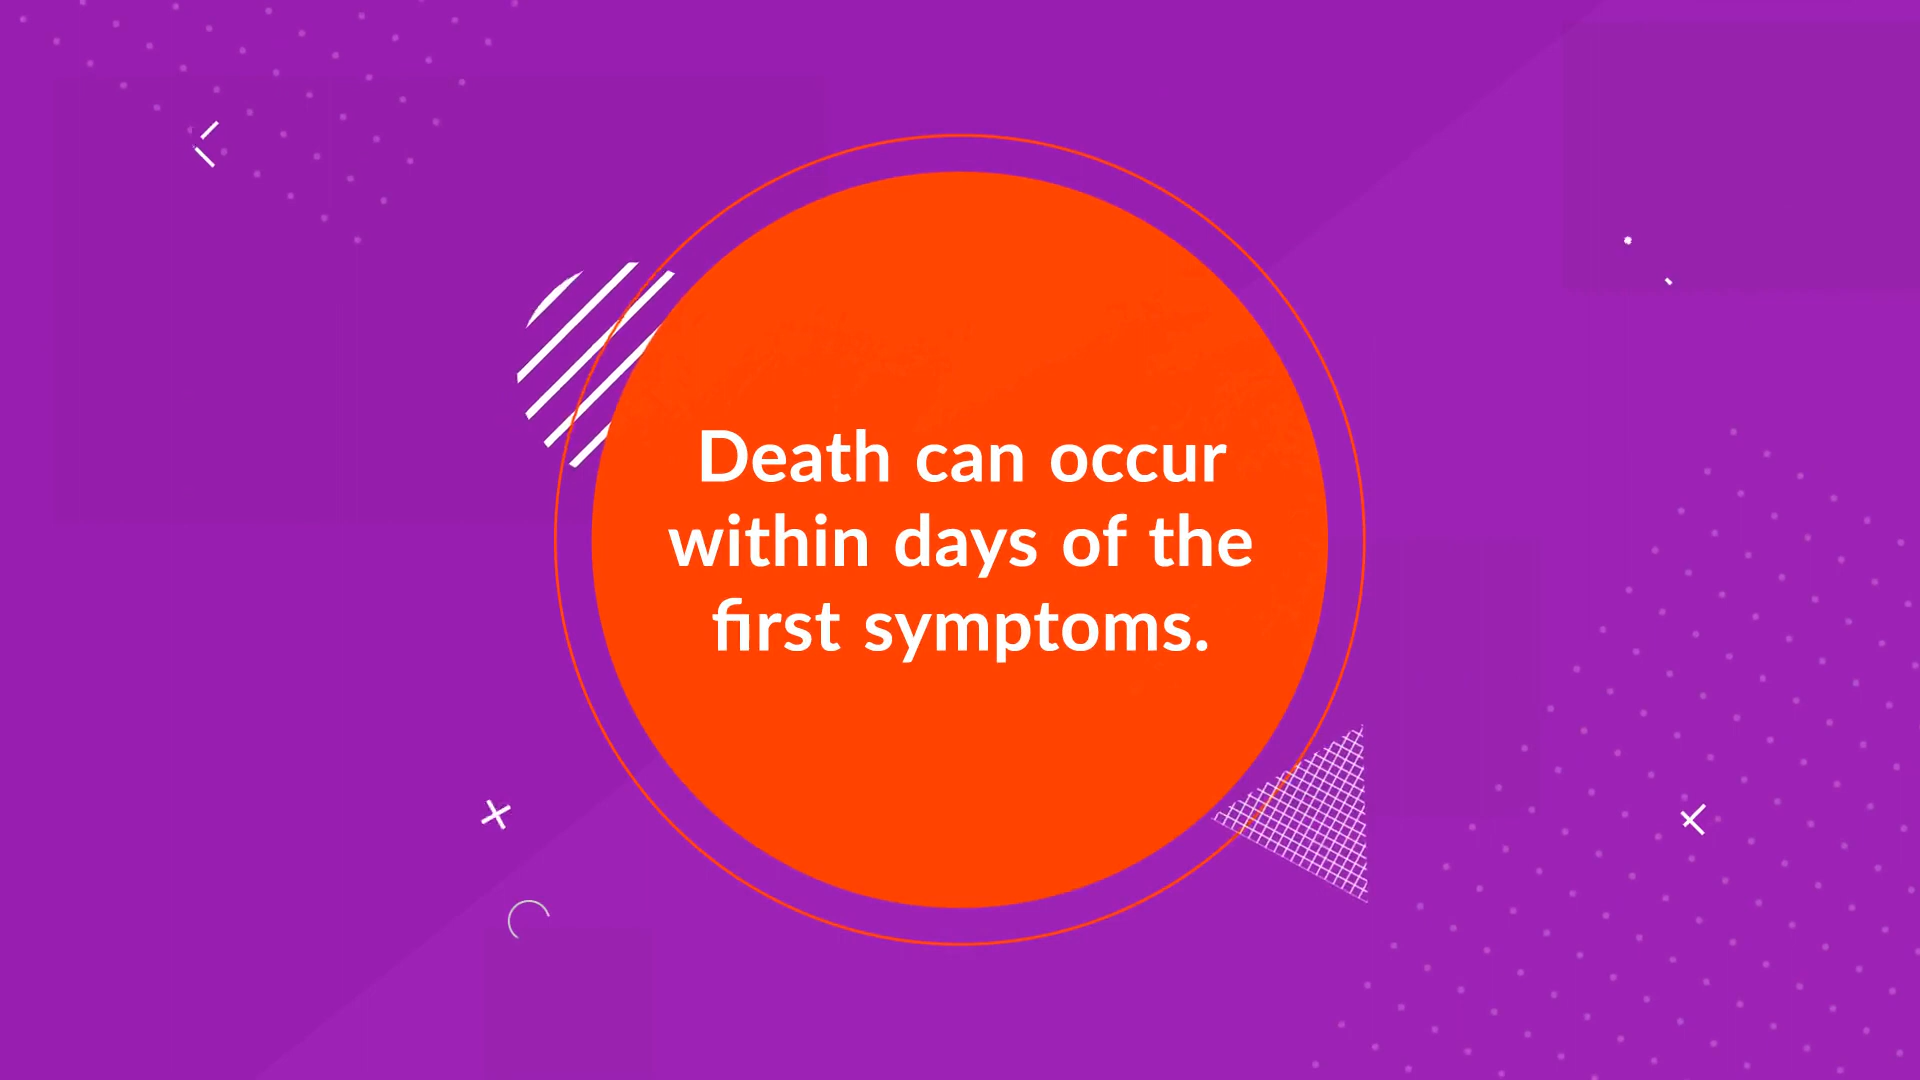 Death can occur
within days of the
first symptoms.